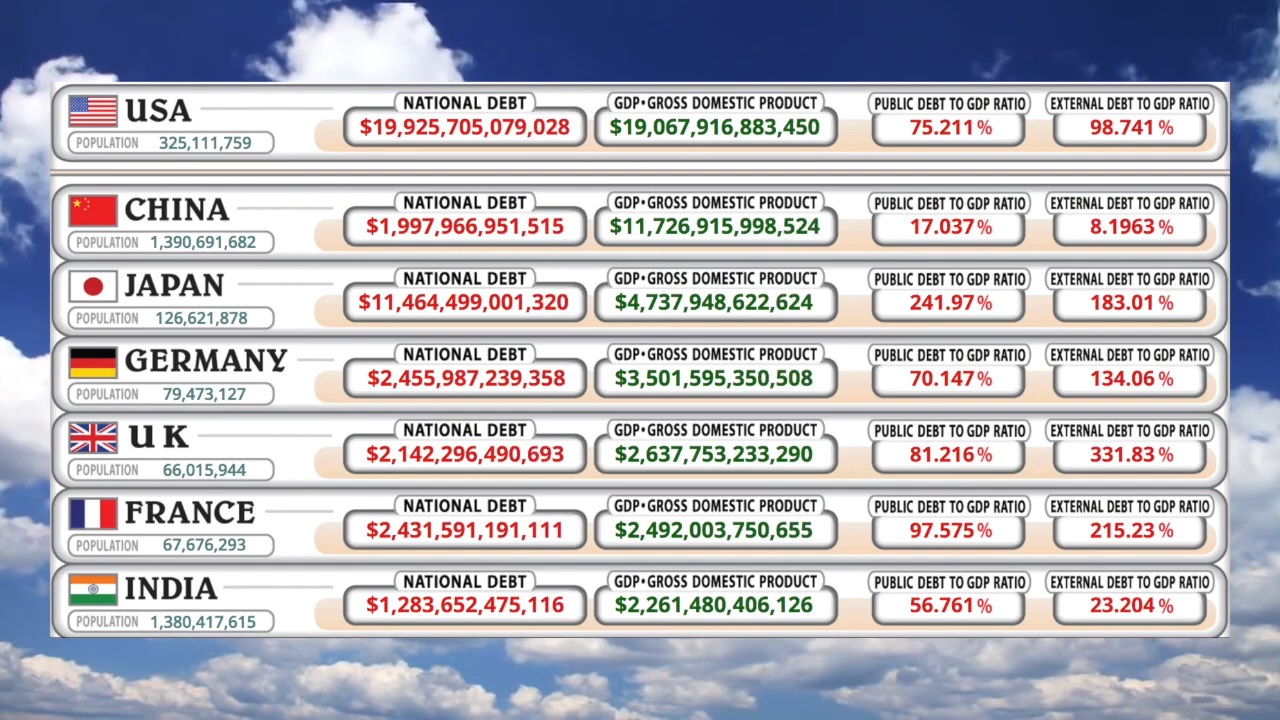 USA
NATIONAL DEBT GDP•GROSS DOMESTIC PRODUCT PUBLIC DEBT TO GDP RATIO EXTERNAL DEBT TO GDP RATIO
POPULATION 325,111,759 $19,925,705,079,028 $19,067,916,883,450 75.211% 98.741%
CHINA
NATIONAL DEBT GDP•GROSS DOMESTIC PRODUCT PUBLIC DEBT TO GDP RATIO EXTERNAL DEBT TO GDP RATIO
POPULATION 1,390,691,682 $1,997,966,951,515 $11,726,915,998,524 17.037% 8.1963%
JAPAN
NATIONAL DEBT GDP•GROSS DOMESTIC PRODUCT PUBLIC DEBT TO GDP RATIO EXTERNAL DEBT TO GDP RATIO
POPULATION 126,621,878 $11,464,499,001,320 $4,737,948,622,624 241.97% 183.01%
GERMANY
NATIONAL DEBT GDP•GROSS DOMESTIC PRODUCT PUBLIC DEBT TO GDP RATIO EXTERNAL DEBT TO GDP RATIO
POPULATION 79,473,127 $2,455,987,239,358 $3,501,595,350,508 70.147% 134.06%
UK
NATIONAL DEBT GDP•GROSS DOMESTIC PRODUCT PUBLIC DEBT TO GDP RATIO EXTERNAL DEBT TO GDP RATIO
POPULATION 66,015,944 $2,142,296,490,693 $2,637,753,233,290 81.216% 331.83%
FRANCE
NATIONAL DEBT GDP•GROSS DOMESTIC PRODUCT PUBLIC DEBT TO GDP RATIO EXTERNAL DEBT TO GDP RATIO
POPULATION 67,676,293 $2,431,591,191,111 $2,492,003,750,655 97.575% 215.23%
INDIA
NATIONAL DEBT GDP•GROSS DOMESTIC PRODUCT PUBLIC DEBT TO GDP RATIO EXTERNAL DEBT TO GDP RATIO
POPULATION 1,380,417,615 $1,283,652,475,116 $2,261,480,406,126 56.761% 23.204%